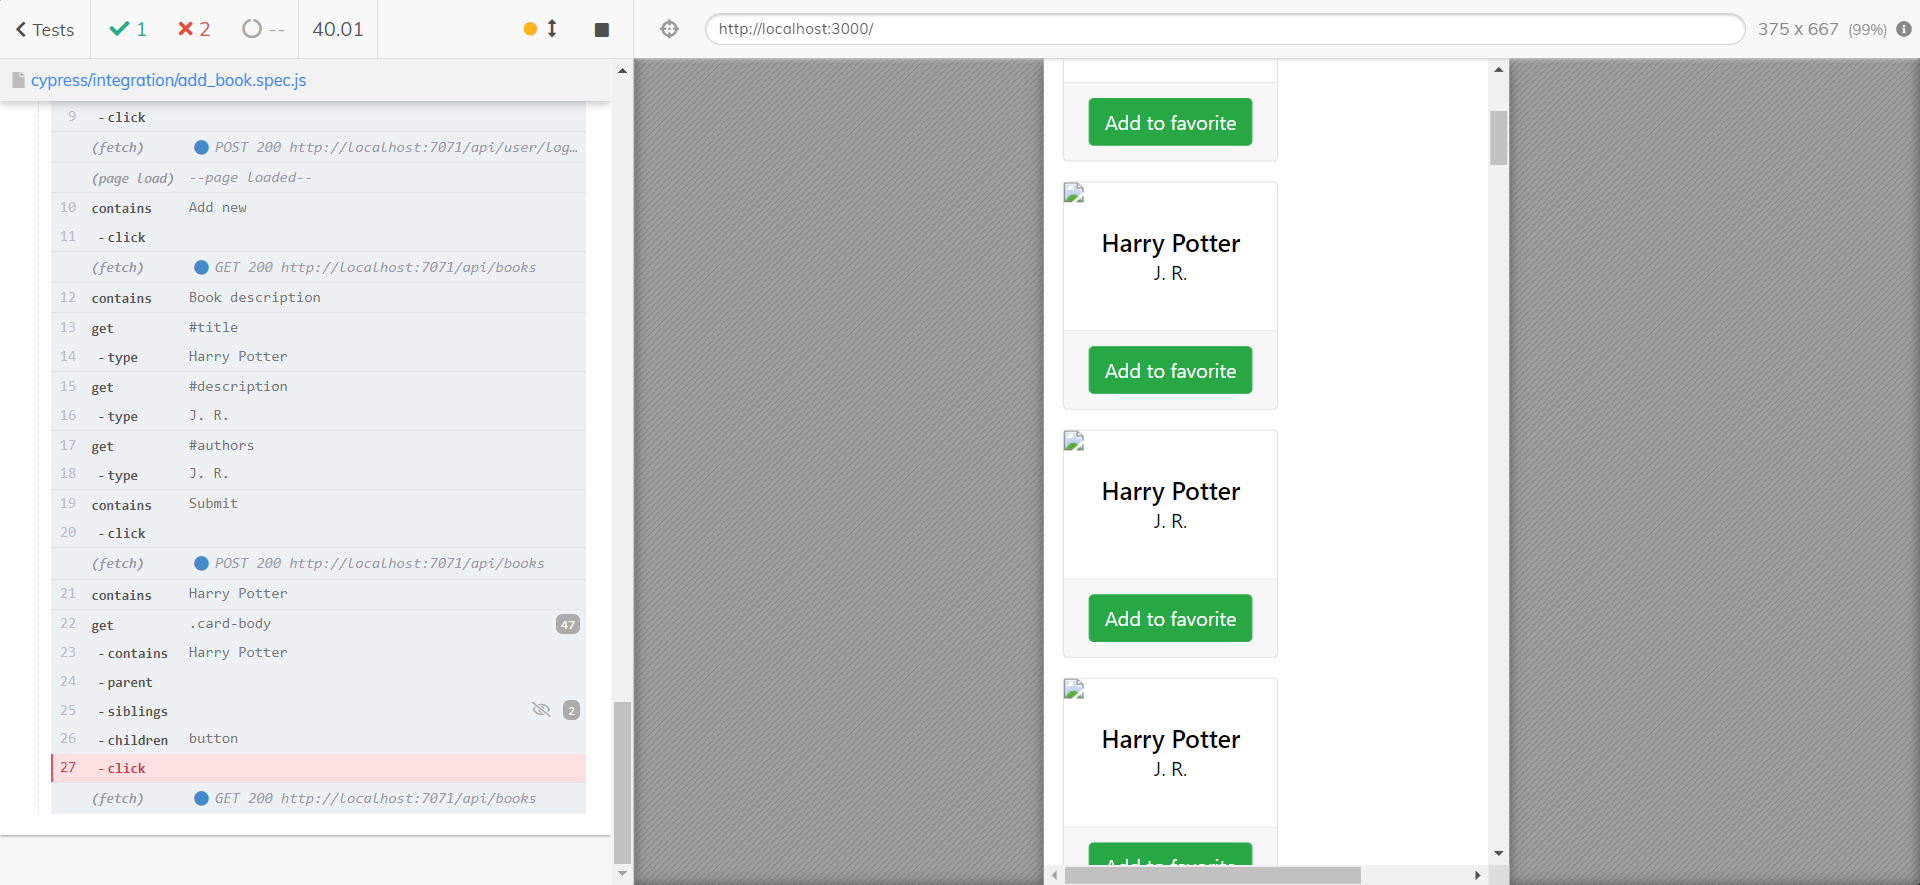 Tests 1 2 -- 40.01
http://localhost:3000/ 375 x 667 (99%)
cypress/integration/add_book.spec.js
9 - click
(fetch) POST 200 http://localhost:7071/api/user/log…
(page load) --page loaded--
10 contains Add new
11 - click
(fetch) GET 200 http://localhost:7071/api/books
12 contains Book description
13 get #title
14 - type Harry Potter
15 get #description
16 - type J. R.
17 get #authors
18 - type J. R.
19 contains Submit
20 - click
(fetch) POST 200 http://localhost:7071/api/books
21 contains Harry Potter
22 get .card-body 47
23 - contains Harry Potter
24 - parent
25 - siblings 2
26 - children button
27 - click
(fetch) GET 200 http://localhost:7071/api/books
Add to favorite
Harry Potter
J. R.
Add to favorite
Harry Potter
J. R.
Add to favorite
Harry Potter
J. R.
Add to favorite